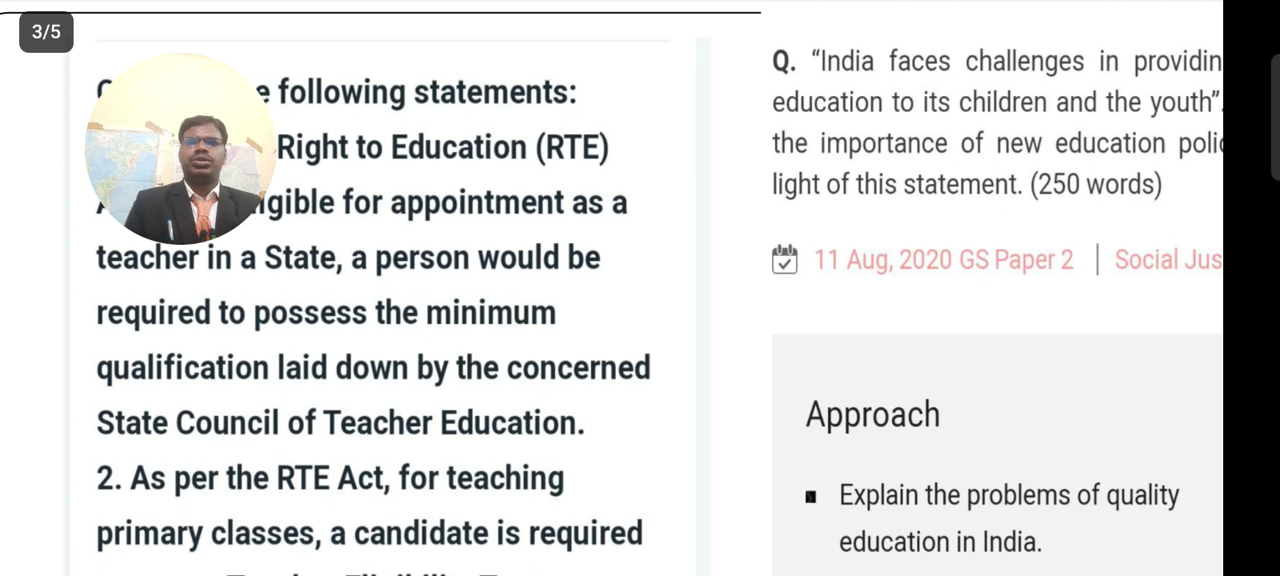 3/5
following statements:
Right to Education (RTE)
for appointment as a
teacher in a State, a person would be
required to possess the minimum
qualification laid down by the concerned
State Council of Teacher Education.
2. As per the RTE Act, for teaching
primary classes, a candidate is required
Q. “India faces challenges in
education to its children and the youth”.
the importance of new education
light of this statement. (250 words)
11 Aug, 2020 GS Paper 2 | Social
Approach
Explain the problems of quality
education in India.